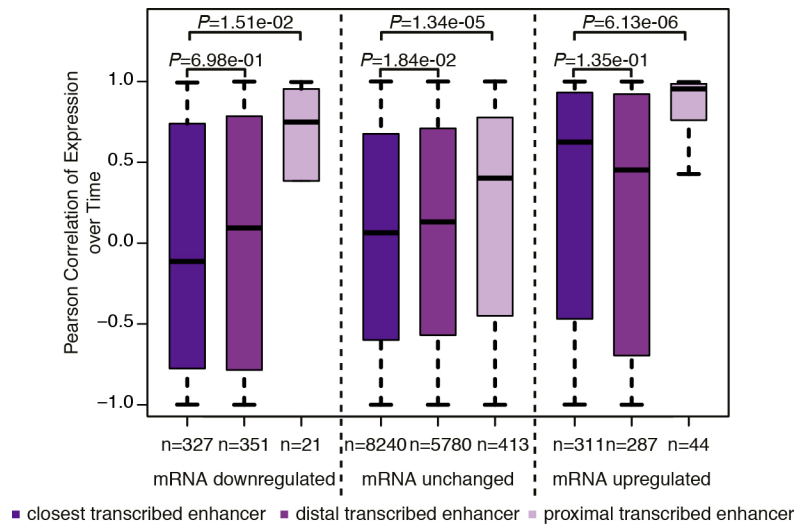 P=1.51e-02 P=1.34e-05 P=6.13e-06
P=6.98e-01 P=1.84e-02 P=1.35e-01
Pearson Correlation of Expression
over Time
1.0
0.5
0.0
−0.5
−1.0
n=327 n=351 n=21 n=8240 n=5780 n=413 n=311 n=287 n=44
mRNA downregulated mRNA unchanged mRNA upregulated
closest transcribed enhancer distal transcribed enhancer proximal transcribed enhancer